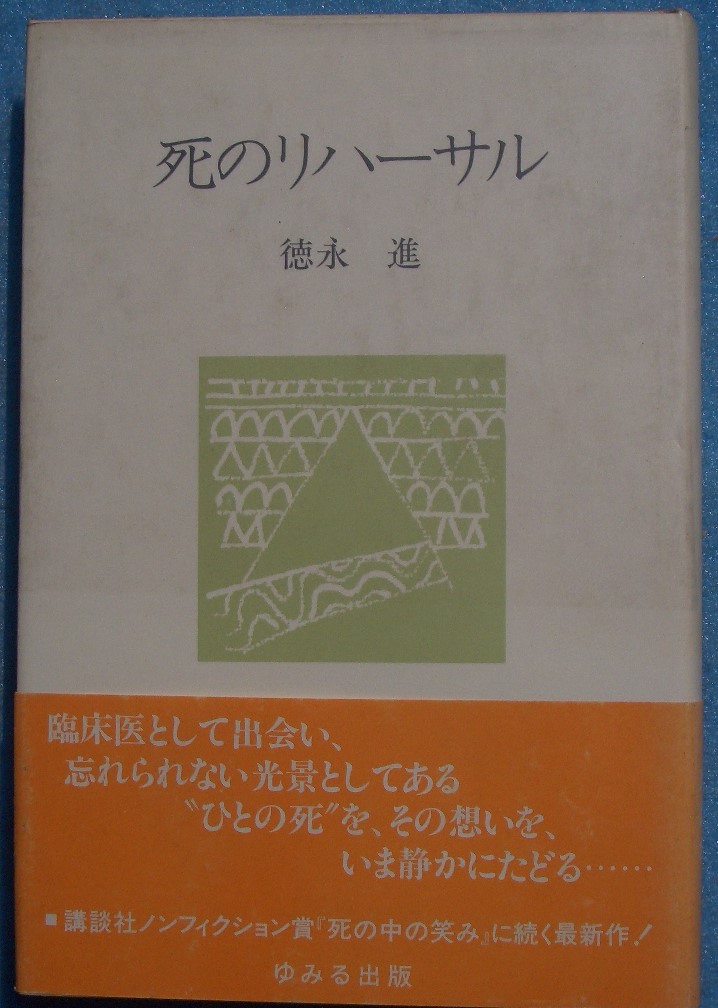 死のリハーサル
徳永 進
臨床医として出会い、
忘れられない光景としてある
〝ひとの死〟を、その想いを、
いま静かにたどる……
■講談社ノンフィクション賞『死の中の笑み』に続く最新作!
ゆみる出版